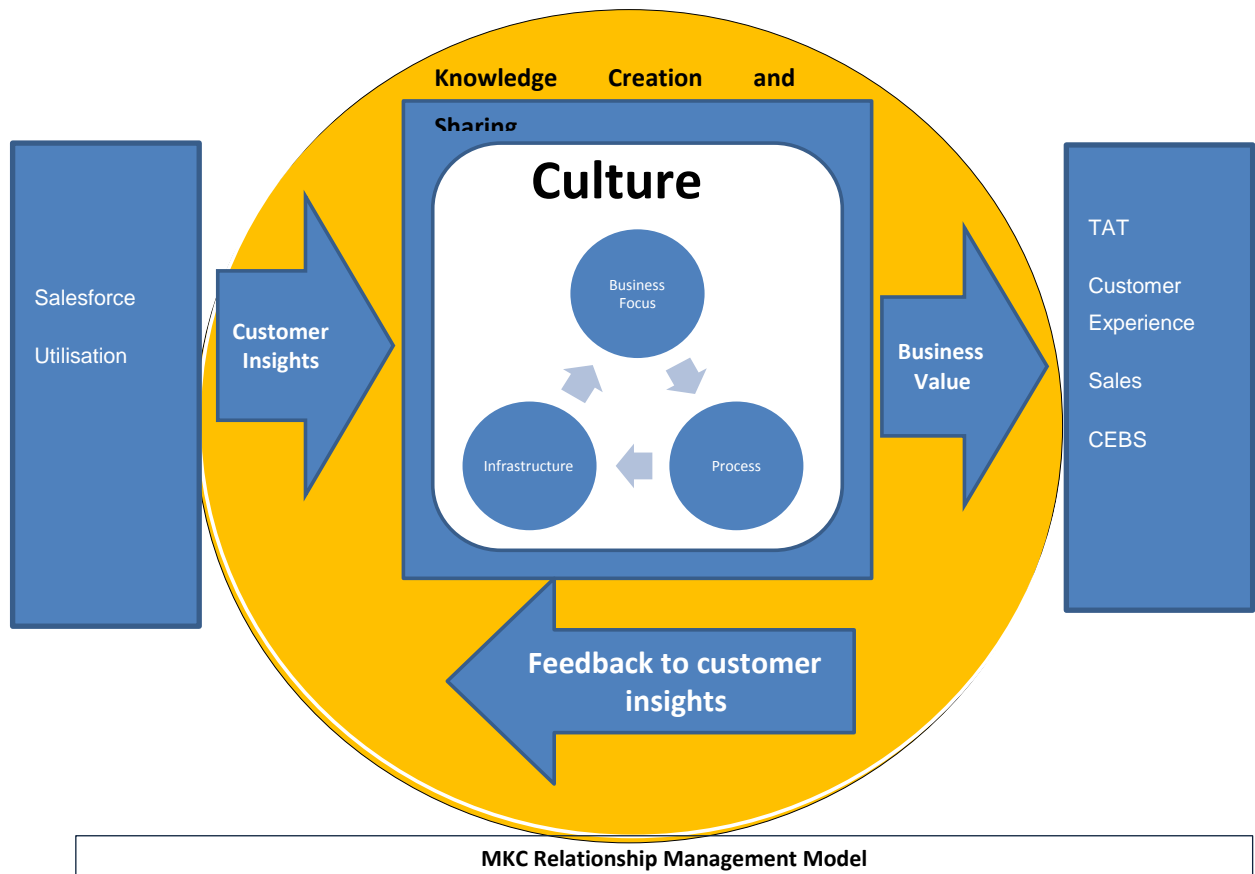 Knowledge Creation and
Sharing
Culture
Business
Focus
Infrastructure
Process
Salesforce
Utilisation
Customer
Insights
Business
Value
TAT
Customer
Experience
Sales
CEBS
Feedback to customer
insights
MKC Relationship Management Model